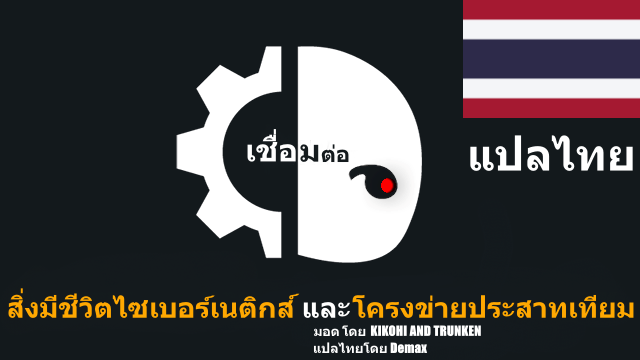 เชื่อมต่อ
แปลไทย
สิ่งมีชีวิตไซเบอร์เนติกส์ และโครงข่ายประสาทเทียม
มอด โดย KIKOHI AND TRUNKEN
แปลไทยโดย Demax